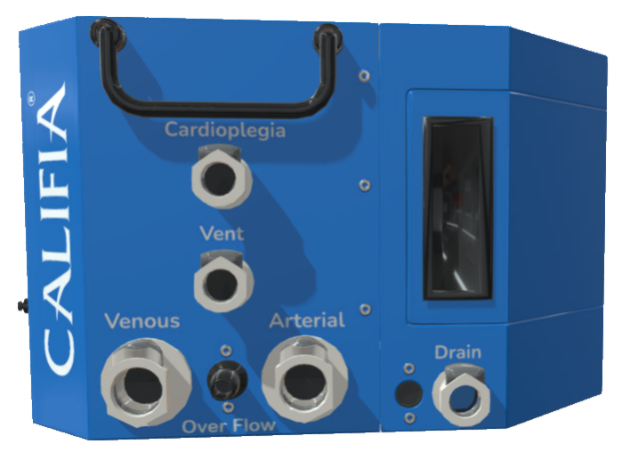 CALIFIA®
Cardioplegia
Vent
Venous
Arterial
Over Flow
Drain